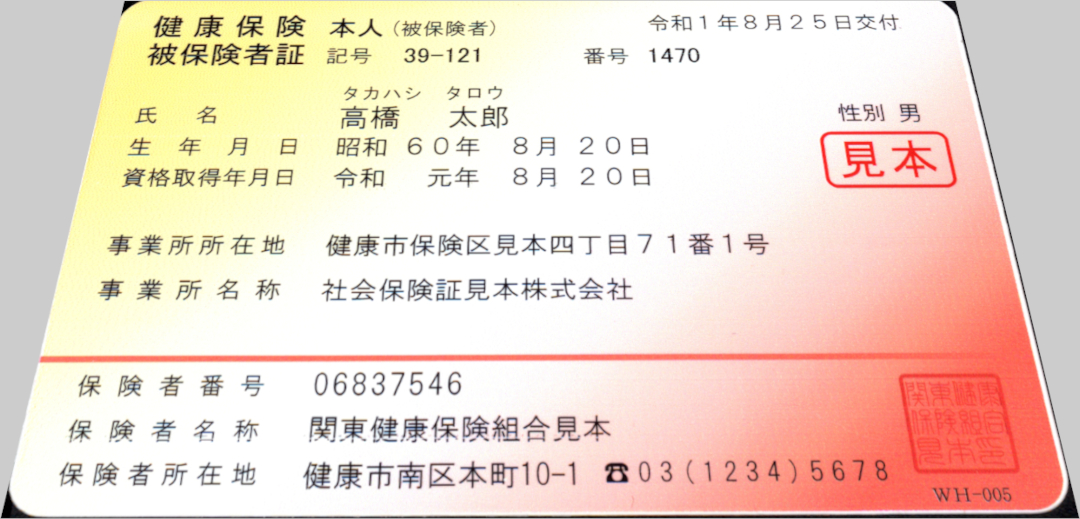 健康保険 本人(被保険者) 令和1年8月25日交付
被保険者証 記号 39-121 番号 1470
タカハシ タロウ
氏名 高橋 太郎 性別 男
生年月日 昭和 60年 8月 20日
見本
資格取得年月日 令和 元年 8月 20日
事業所所在地 健康市保険区見本四丁目71番1号
事業所名称 社会保険証見本株式会社
保険者番号 06837546
保険者名称 関東健康保険組合見本
関東健康
保険組合
見本印
保険者所在地 健康市南区本町10-1 ☎03(1234)5678
WH-005